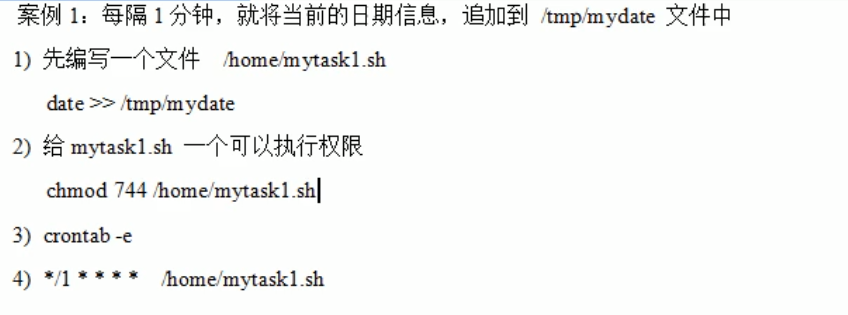 案例 1：每隔 1 分钟，就将当前的日期信息，追加到 /tmp/mydate 文件中
1) 先编写一个文件 /home/mytask1.sh
date >> /tmp/mydate
2) 给 mytask1.sh 一个可以执行权限
chmod 744 /home/mytask1.sh
3) crontab -e
4) */1 * * * * /home/mytask1.sh